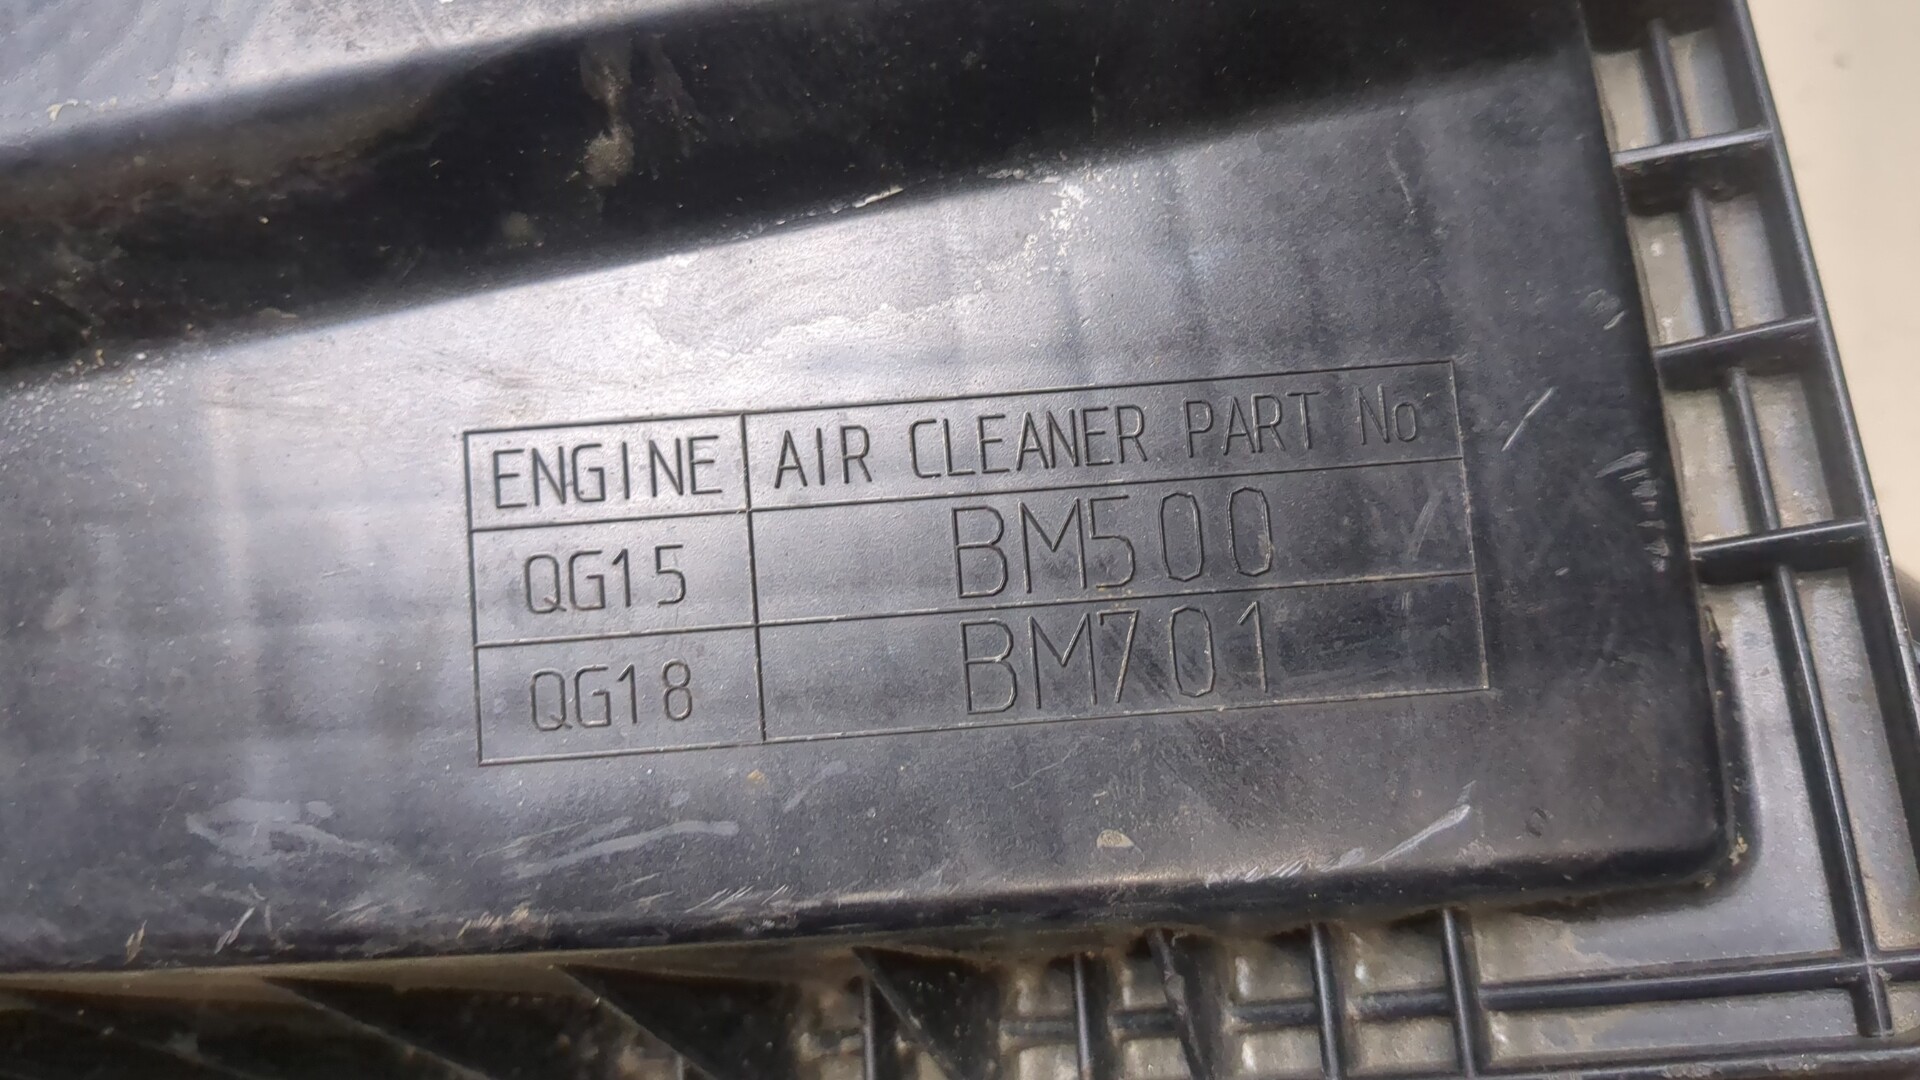 ENGINE AIR CLEANER PART No
QG15 BM500
QG18 BM701